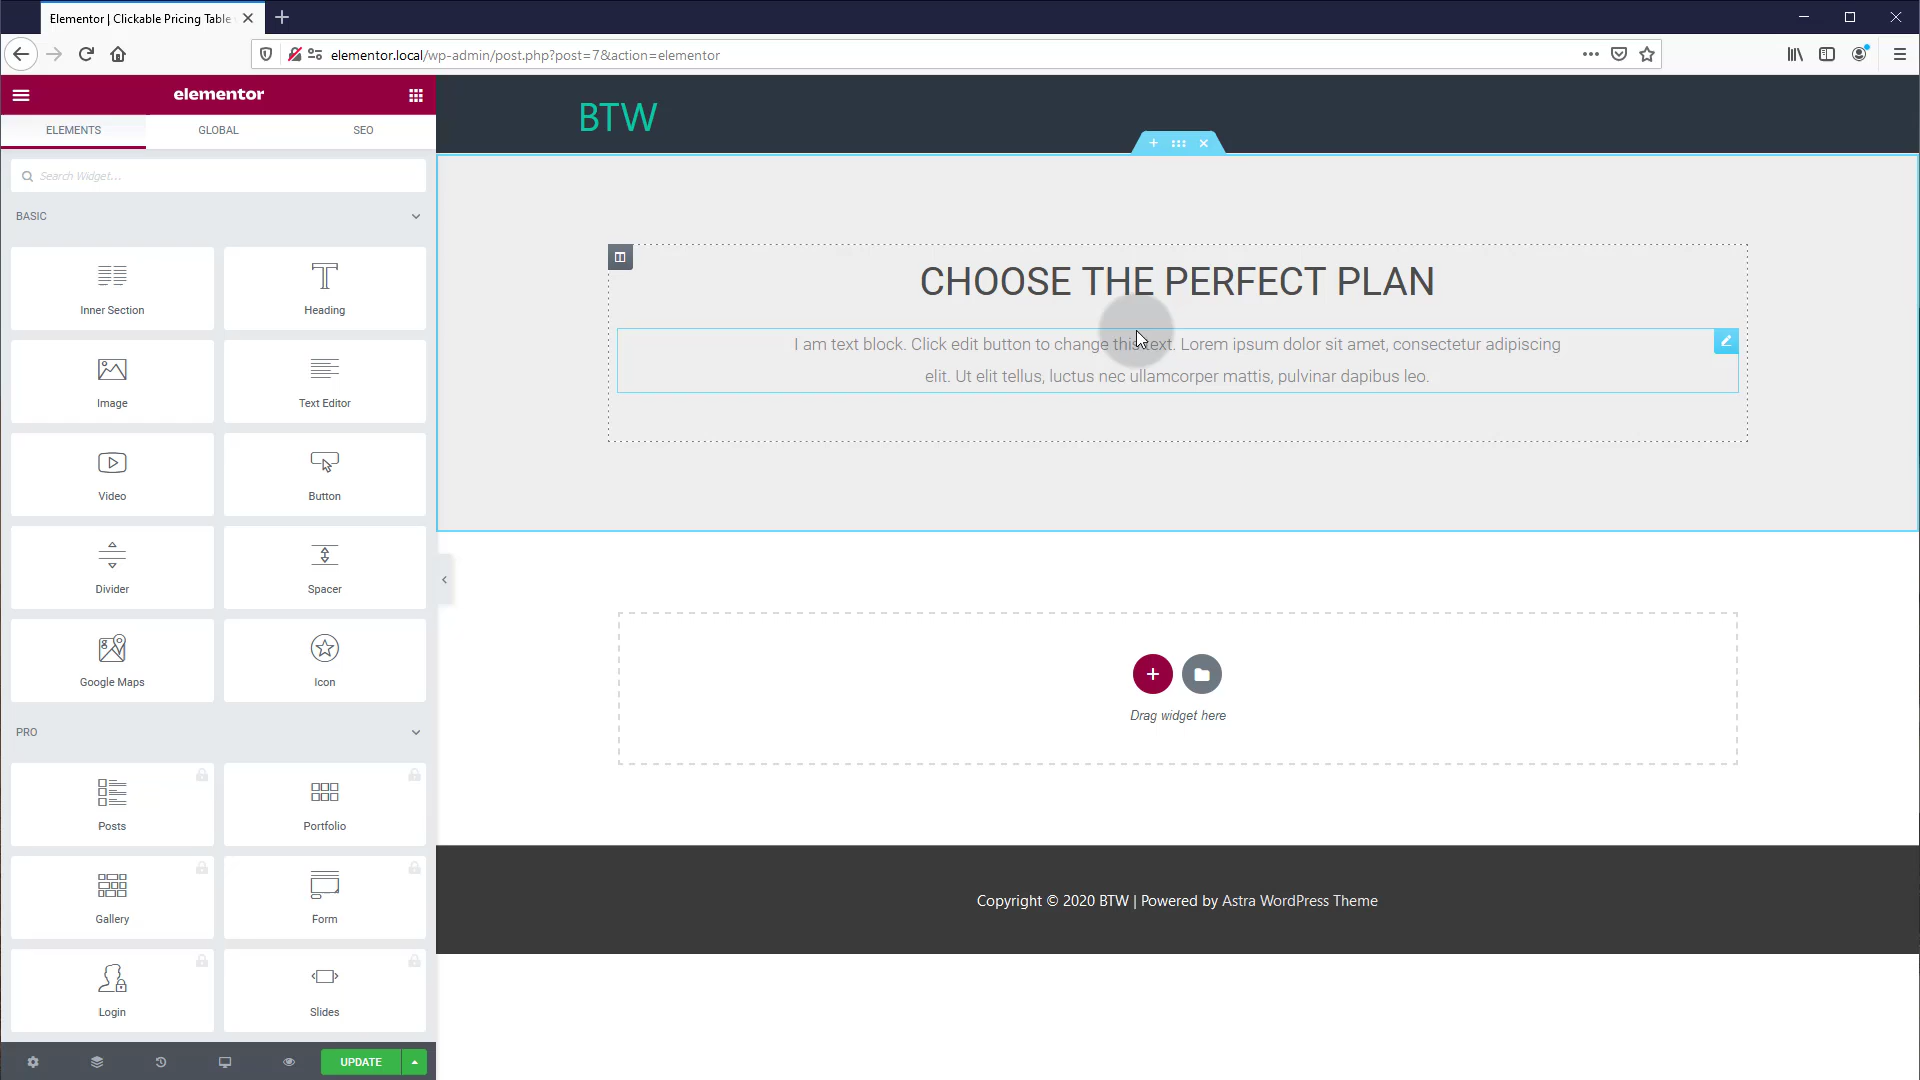 Elementor | Clickable Pricing Table
elementor.local/wp-admin/post.php?post=7&action=elementor
elementor
ELEMENTS
GLOBAL
SEO
Search Widget...
BASIC
Inner Section
Heading
Image
Text Editor
Video
Button
Divider
Spacer
Google Maps
Icon
PRO
Posts
Portfolio
Gallery
Form
Login
Slides
UPDATE
BTW
CHOOSE THE PERFECT PLAN
I am text block. Click edit button to change this text. Lorem ipsum dolor sit amet, consectetur adipiscing
elit. Ut elit tellus, luctus nec ullamcorper mattis, pulvinar dapibus leo.
Drag widget here
Copyright © 2020 BTW | Powered by Astra WordPress Theme